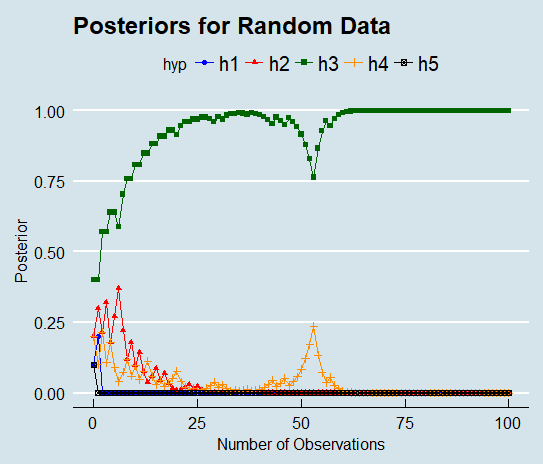 Posteriors for Random Data
hyp h1 h2 h3 h4 h5
1.00
0.75
0.50
0.25
0.00
Posterior
0 25 50 75 100
Number of Observations